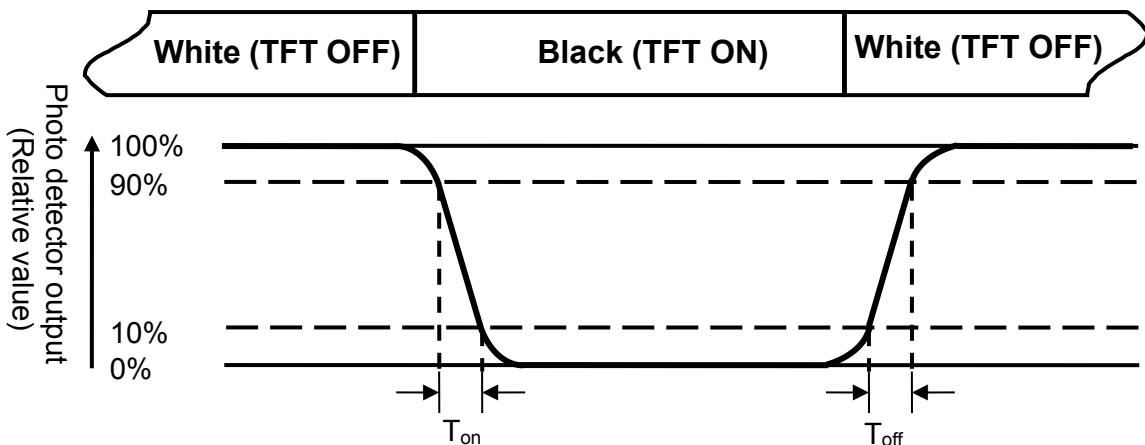 White (TFT OFF)
Black (TFT ON)
White (TFT OFF)
Photo detector output
(Relative value)
100%
90%
10%
0%
Ton
Toff